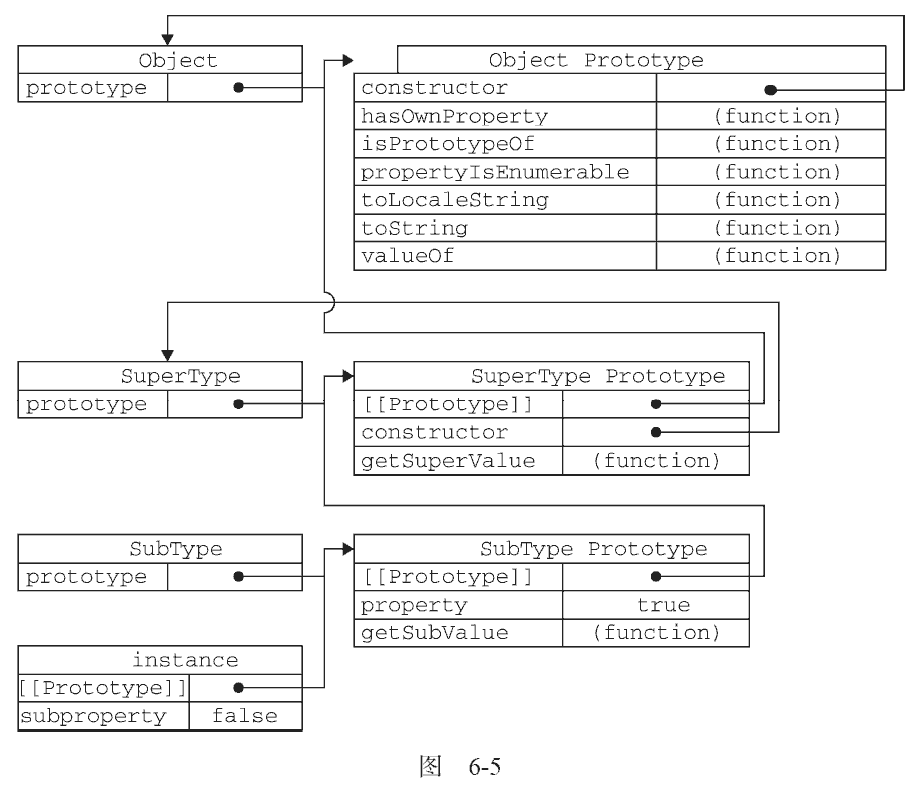 Object
prototype
Object Prototype
constructor
hasOwnProperty (function)
isPrototypeOf (function)
propertyIsEnumerable (function)
toLocaleString (function)
toString (function)
valueOf (function)
SuperType
prototype
SuperType Prototype
[[Prototype]]
constructor
getSuperValue (function)
SubType
prototype
SubType Prototype
[[Prototype]]
property true
getSubValue (function)
instance
[[Prototype]]
subproperty false
图 6-5